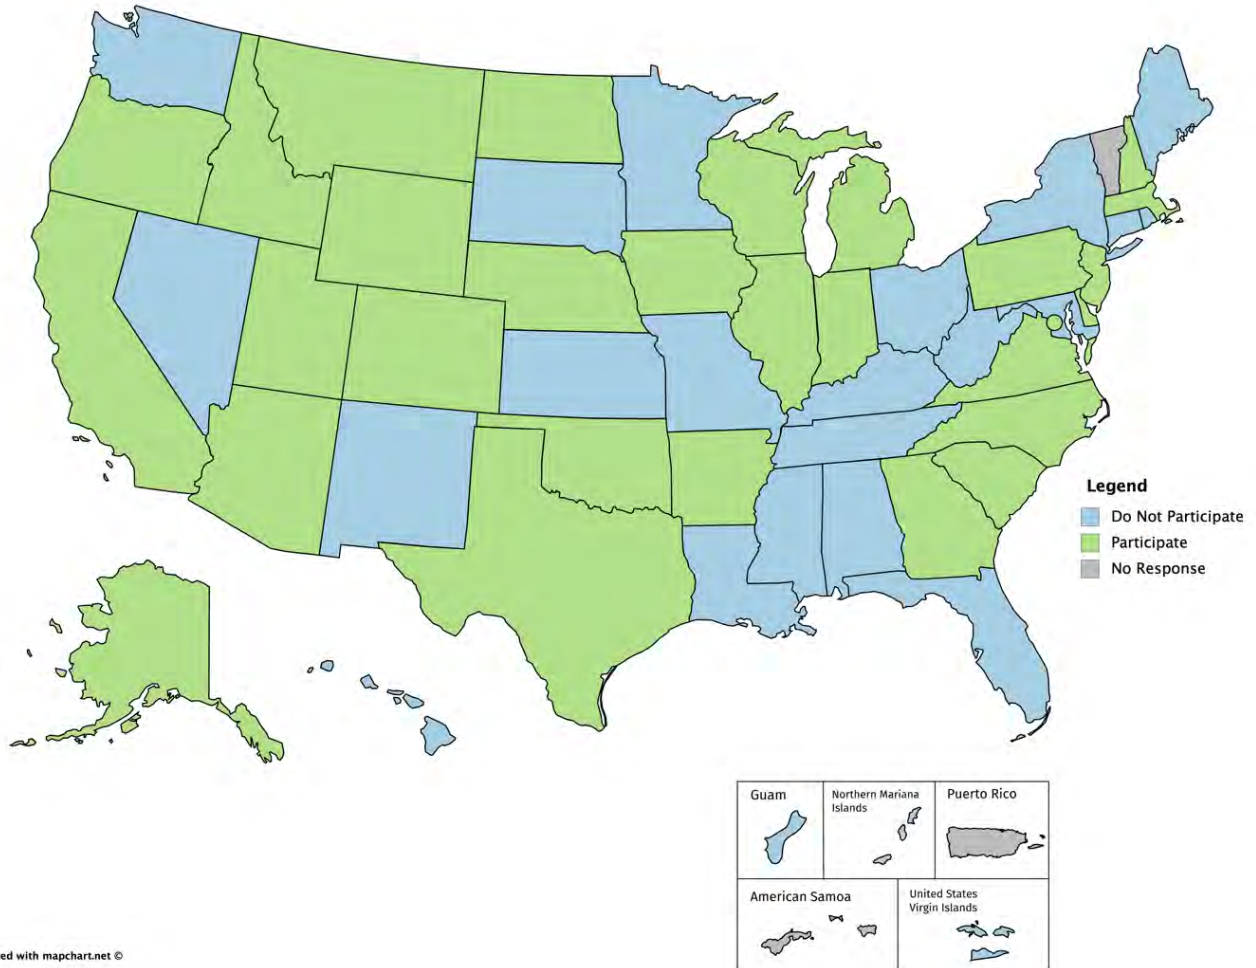 Legend
Do Not Participate
Participate
No Response
Guam
Northern Mariana
Islands
Puerto Rico
American Samoa
United States
Virgin Islands
ed with mapchart.net ©